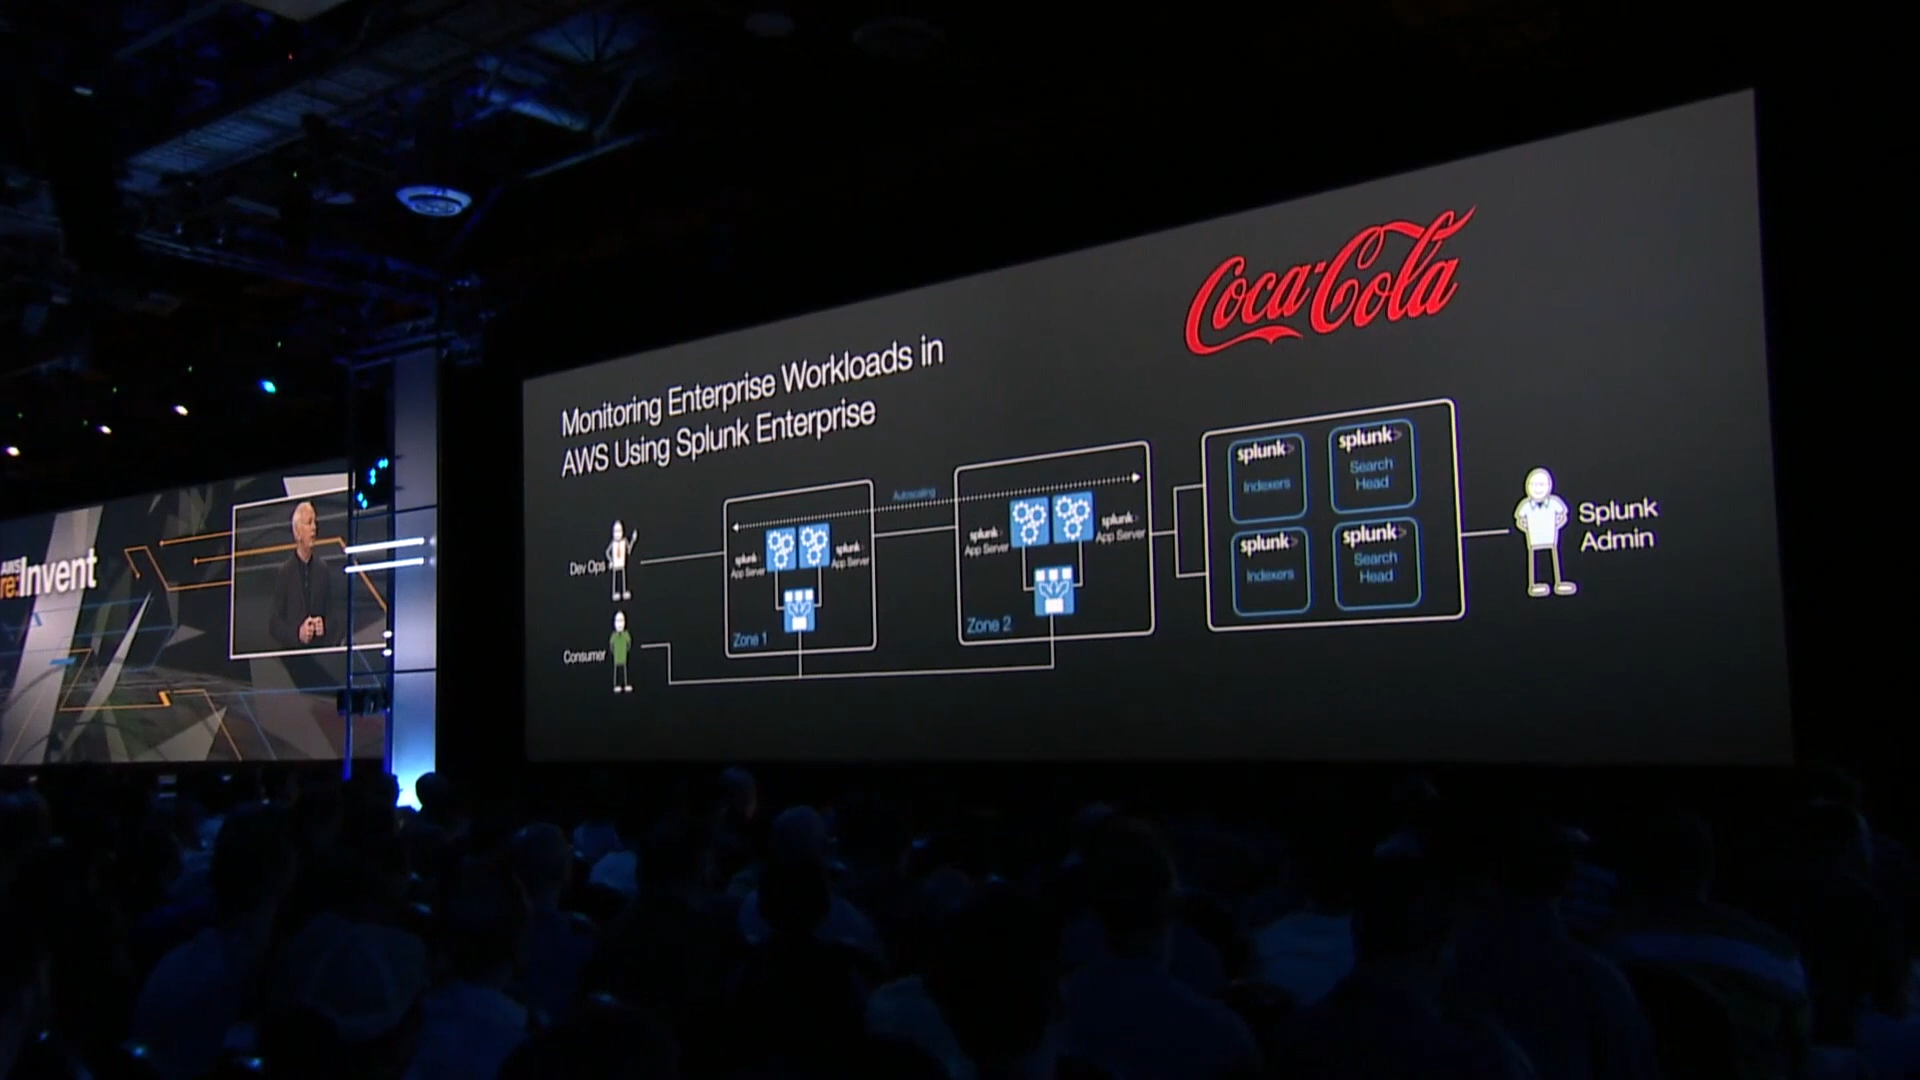 AWS
re:Invent
Coca-Cola
Monitoring Enterprise Workloads in
AWS Using Splunk Enterprise
Autoscaling
Dev Ops
Consumer
splunk>
App Server
splunk>
App Server
Zone 1
splunk>
App Server
splunk>
App Server
Zone 2
splunk>
Indexers
splunk>
Search
Head
splunk>
Indexers
splunk>
Search
Head
Splunk
Admin